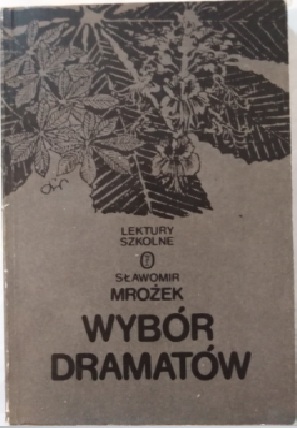 LEKTURY
SZKOLNE
SŁAWOMIR
MROŻEK
WYBÓR
DRAMATÓW